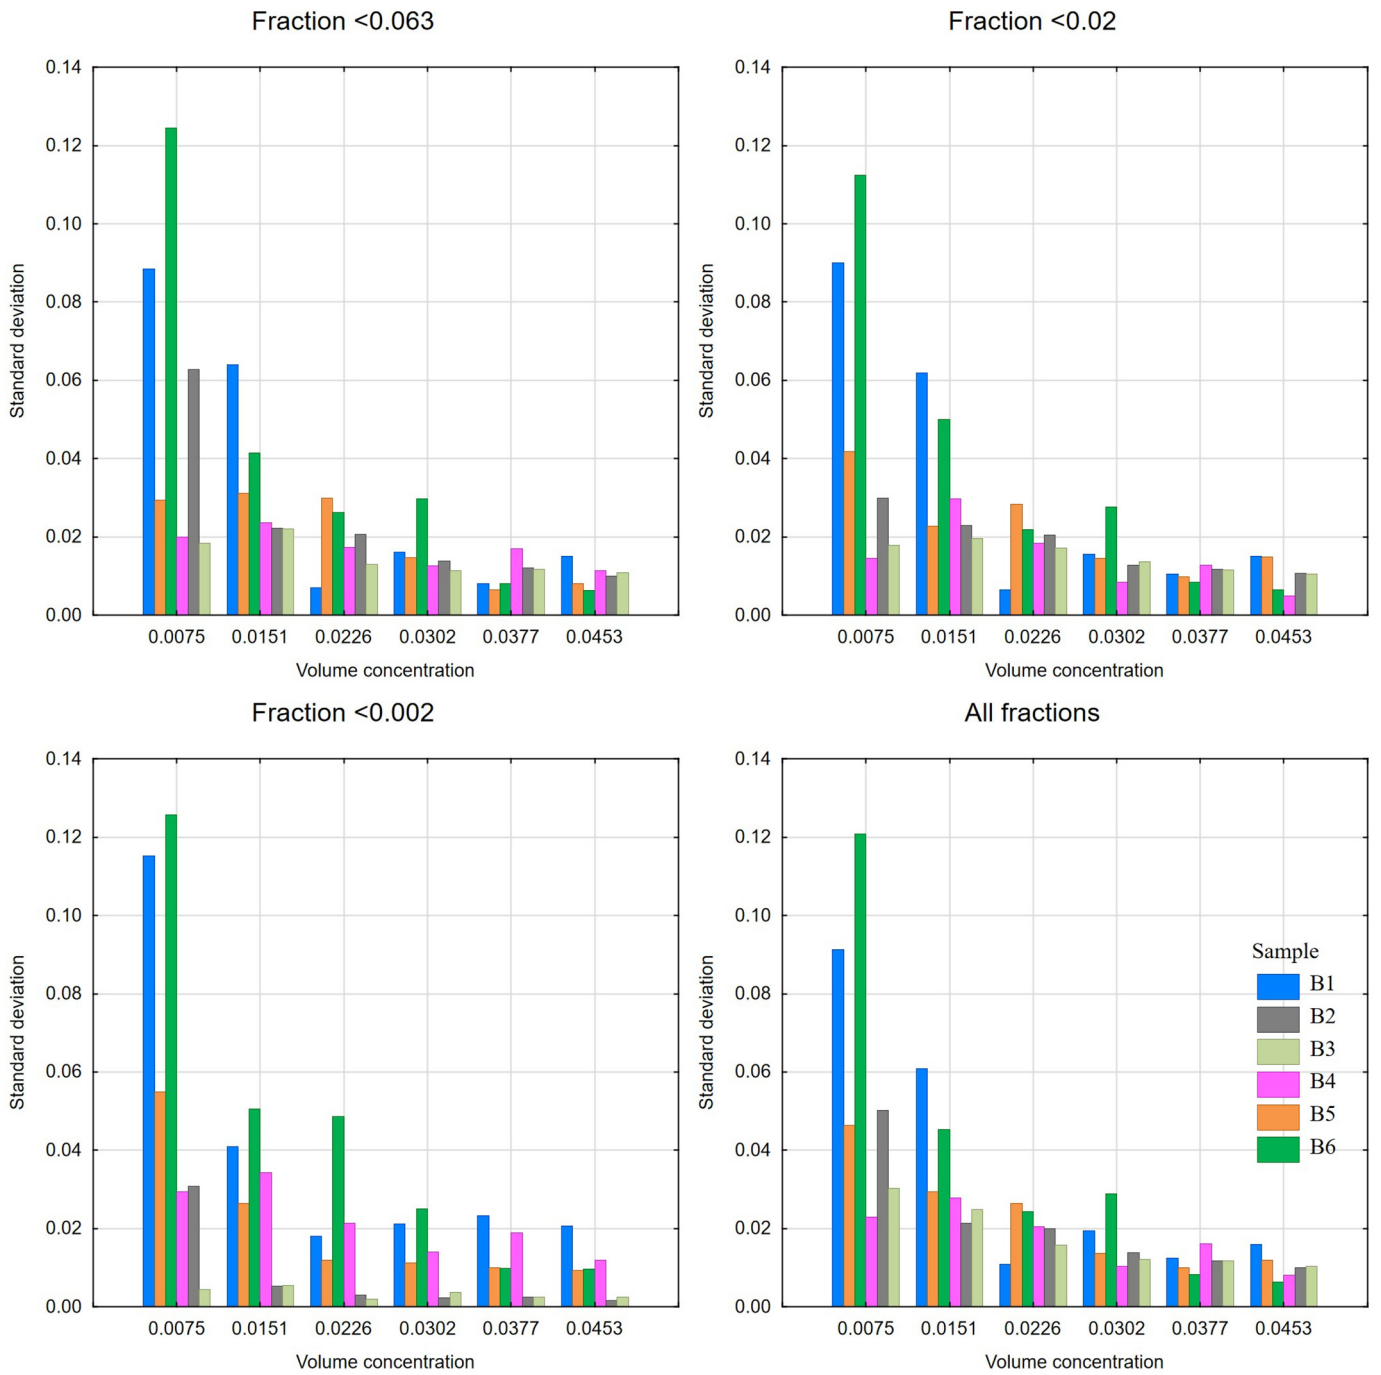 Fraction <0.063
0.14
0.12
0.10
0.08
0.06
0.04
0.02
0.00
Standard deviation
0.0075 0.0151 0.0226 0.0302 0.0377 0.0453
Volume concentration
Fraction <0.02
0.14
0.12
0.10
0.08
0.06
0.04
0.02
0.00
Standard deviation
0.0075 0.0151 0.0226 0.0302 0.0377 0.0453
Volume concentration
Fraction <0.002
0.14
0.12
0.10
0.08
0.06
0.04
0.02
0.00
Standard deviation
0.0075 0.0151 0.0226 0.0302 0.0377 0.0453
Volume concentration
All fractions
0.14
0.12
0.10
0.08
0.06
0.04
0.02
0.00
Standard deviation
0.0075 0.0151 0.0226 0.0302 0.0377 0.0453
Volume concentration
Sample
B1
B2
B3
B4
B5
B6